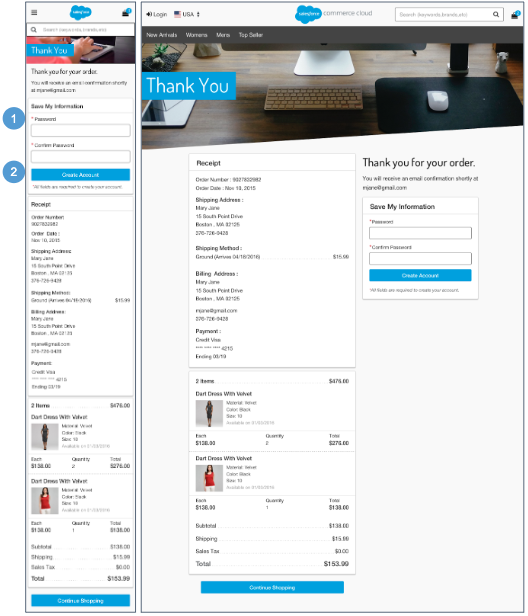 salesforce
Search (keywords,brands,etc)
Thank You
Thank you for your order.
You will receive an email confirmation shortly
at mjane@gmail.com
Save My Information
1
* Password
* Confirm Password
2
Create Account
*All fields are required to create your account.
Receipt
Order Number:
9027832982
Order Date :
Nov 10, 2015
Shipping Address:
Mary Jane
15 South Point Drive
Boston , MA 02125
376-726-9428
Shipping Method:
Ground (Arrives 04/18/2016) $15.99
Billing Address :
Mary Jane
15 South Point Drive
Boston , MA 02125
mjane@gmail.com
376-726-9428
Payment:
Credit Visa
**** **** **** 4215
Ending 03/19
2 Items $476.00
Dart Dress With Velvet
Material: Velvet
Color: Black
Size: 10
Available on 01/03/2016
Each Quantity Total
$138.00 2 $276.00
Dart Dress With Velvet
Material: Velvet
Color: Black
Size: 10
Available on 01/03/2016
Each Quantity Total
$138.00 1 $138.00
Subtotal $138.00
Shipping $15.99
Sales Tax $0.00
Total $153.99
Continue Shopping
Login USA
salesforce commerce cloud
Search (keywords,brands,etc)
New Arrivals Womens Mens Top Seller
Thank You
Receipt
Order Number : 9027832982
Order Date : Nov 10, 2015
Shipping Address :
Mary Jane
15 South Point Drive
Boston , MA 02125
376-726-9428
Shipping Method :
Ground (Arrives 04/18/2016) $15.99
Billing Address :
Mary Jane
15 South Point Drive
Boston , MA 02125
mjane@gmail.com
376-726-9428
Payment :
Credit Visa
**** **** **** 4215
Ending 03/19
2 Items $476.00
Dart Dress With Velvet
Material: Velvet
Color: Black
Size: 10
Available on 01/03/2016
Each Quantity Total
$138.00 2 $276.00
Dart Dress With Velvet
Material: Velvet
Color: Black
Size: 10
Available on 01/03/2016
Each Quantity Total
$138.00 1 $138.00
Subtotal $138.00
Shipping $15.99
Sales Tax $0.00
Total $153.99
Continue Shopping
Thank you for your order.
You will receive an email confirmation shortly at
mjane@gmail.com
Save My Information
*Password
*Confirm Password
Create Account
*All fields are required to create your account.